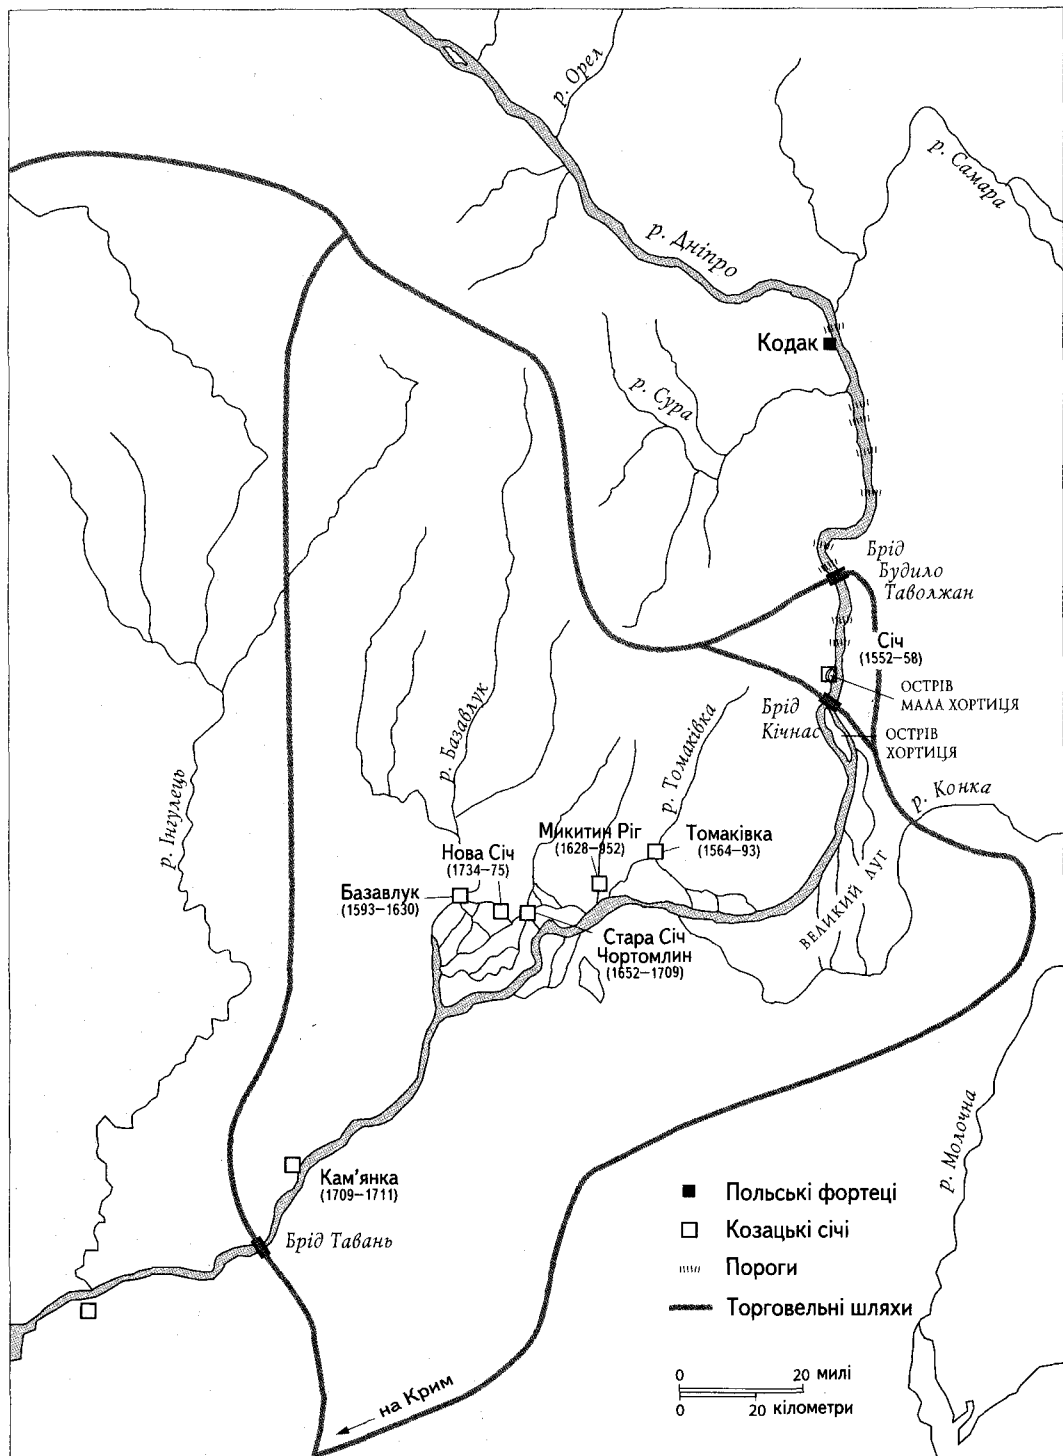 р. Орел
р. Самара
р. Дніпро
Кодак
р. Сура
Брід
Будило
Таволжан
Січ
(1552–58)
ОСТРІВ
МАЛА ХОРТИЦЯ
Брід
Кічнас
ОСТРІВ
ХОРТИЦЯ
р. Базавлук
р. Томаківка
р. Конка
р. Інгулець
Микитин Ріг
(1628–952)
Томаківка
(1564–93)
Нова Січ
(1734–75)
Базавлук
(1593–1630)
ВЕЛИКИЙ ЛУГ
Стара Січ
Чортомлин
(1652–1709)
р. Молочна
Кам’янка
(1709–1711)
Брід Тавань
Польські фортеці
Козацькі січі
Пороги
Торговельні шляхи
на Крим
0 20 милі
0 20 кілометри